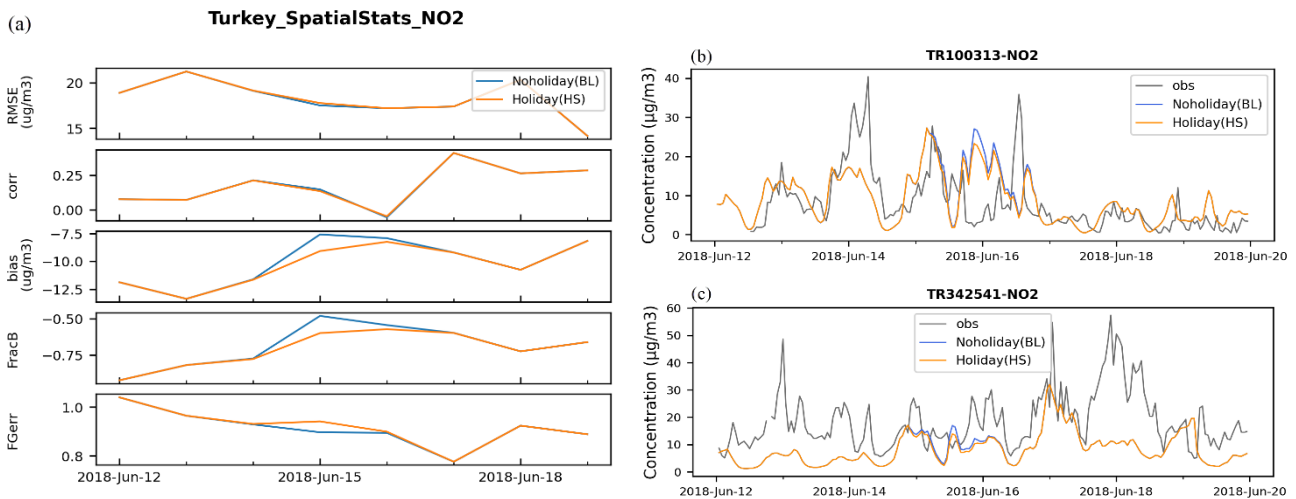 (a)
Turkey_SpatialStats_NO2
RMSE
(ug/m3)
20
15
Noholiday(BL)
Holiday(HS)
corr
0.25
0.00
bias
(ug/m3)
−7.5
−10.0
−12.5
FracB
−0.50
−0.75
FGerr
1.0
0.8
2018-Jun-12
2018-Jun-15
2018-Jun-18
(b)
TR100313-NO2
Concentration (μg/m3)
40
30
20
10
0
obs
Noholiday(BL)
Holiday(HS)
2018-Jun-12
2018-Jun-14
2018-Jun-16
2018-Jun-18
2018-Jun-20
(c)
TR342541-NO2
Concentration (μg/m3)
60
50
40
30
20
10
0
obs
Noholiday(BL)
Holiday(HS)
2018-Jun-12
2018-Jun-14
2018-Jun-16
2018-Jun-18
2018-Jun-20